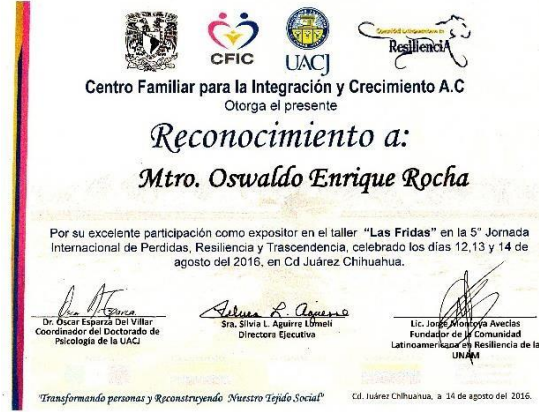 CFIC
UACJ
Comunidad Latinoamericana en
ResilienciA
Centro Familiar para la Integración y Crecimiento A.C
Otorga el presente
Reconocimiento a:
Mtro. Oswaldo Enrique Rocha
Por su excelente participación como expositor en el taller “Las Fridas” en la 5° Jornada
Internacional de Perdidas, Resiliencia y Trascendencia, celebrado los días 12,13 y 14 de
agosto del 2016, en Cd Juárez Chihuahua.
Dr. Oscar Esparza Del Villar
Coordinador del Doctorado de
Psicología de la UACJ
Sra. Silvia L. Aguirre Lomelí
Directora Ejecutiva
Lic. Jorge Montoya Avecias
Fundador de la Comunidad
Latinoamericana en Resiliencia de la
UNAM
"Transformando personas y Reconstruyendo Nuestro Tejido Social"
Cd. Juárez Chihuahua, a 14 de agosto del 2016.